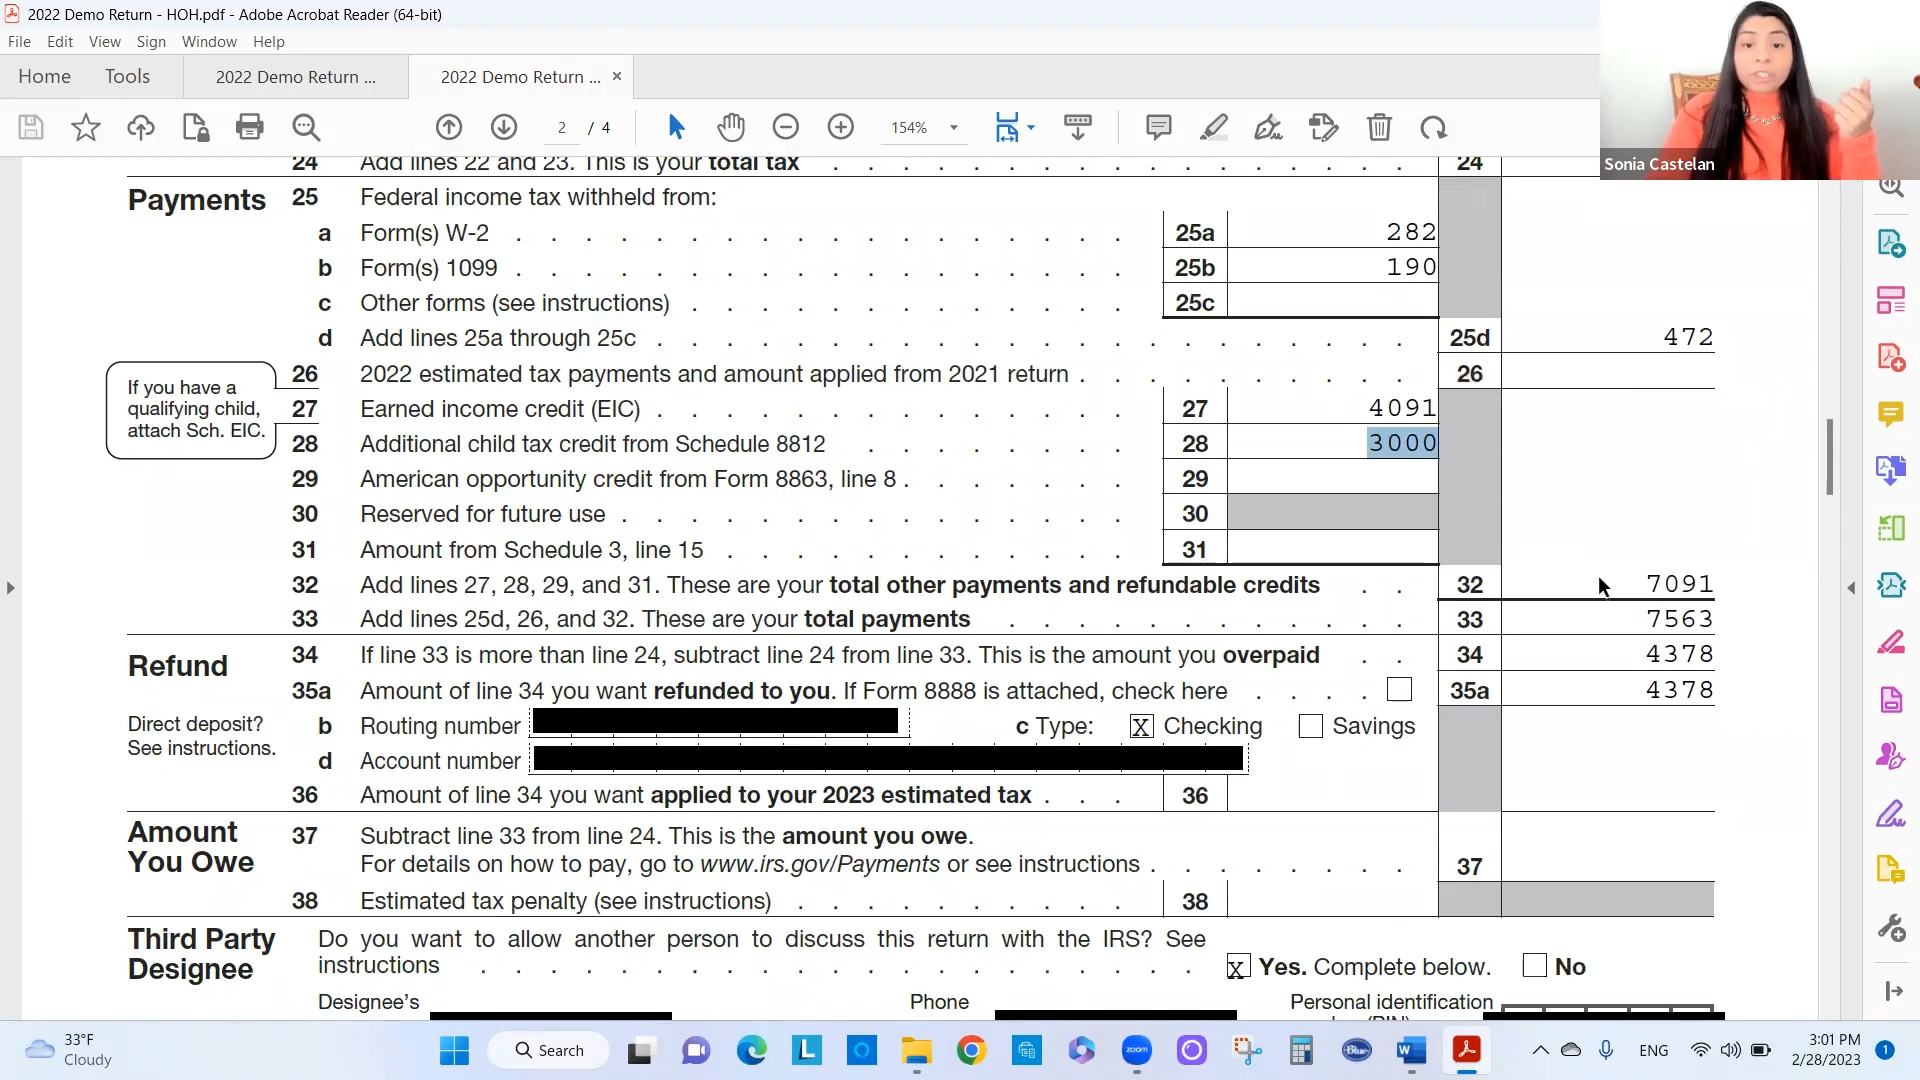 2022 Demo Return - HOH.pdf - Adobe Acrobat Reader (64-bit)
File Edit View Sign Window Help
Home Tools 2022 Demo Return ... 2022 Demo Return ... ×
2 / 4 154%
Sonia Castelan
24 Add lines 22 and 23. This is your total tax 24
Payments 25 Federal income tax withheld from:
a Form(s) W-2 25a 282
b Form(s) 1099 25b 190
c Other forms (see instructions) 25c
d Add lines 25a through 25c 25d 472
If you have a
qualifying child,
attach Sch. EIC.
26 2022 estimated tax payments and amount applied from 2021 return 26
27 Earned income credit (EIC) 27 4091
28 Additional child tax credit from Schedule 8812 28 3000
29 American opportunity credit from Form 8863, line 8 29
30 Reserved for future use 30
31 Amount from Schedule 3, line 15 31
32 Add lines 27, 28, 29, and 31. These are your total other payments and refundable credits 32 7091
33 Add lines 25d, 26, and 32. These are your total payments 33 7563
Refund 34 If line 33 is more than line 24, subtract line 24 from line 33. This is the amount you overpaid 34 4378
35a Amount of line 34 you want refunded to you. If Form 8888 is attached, check here 35a 4378
Direct deposit?
See instructions.
b Routing number c Type: X Checking Savings
d Account number
36 Amount of line 34 you want applied to your 2023 estimated tax 36
Amount
You Owe
37 Subtract line 33 from line 24. This is the amount you owe.
For details on how to pay, go to www.irs.gov/Payments or see instructions 37
38 Estimated tax penalty (see instructions) 38
Third Party
Designee
Do you want to allow another person to discuss this return with the IRS? See
instructions X Yes. Complete below. No
Designee's Phone Personal identification
33°F
Cloudy
Search
L
zoom
Blue
W
ENG
3:01 PM
2/28/2023
1